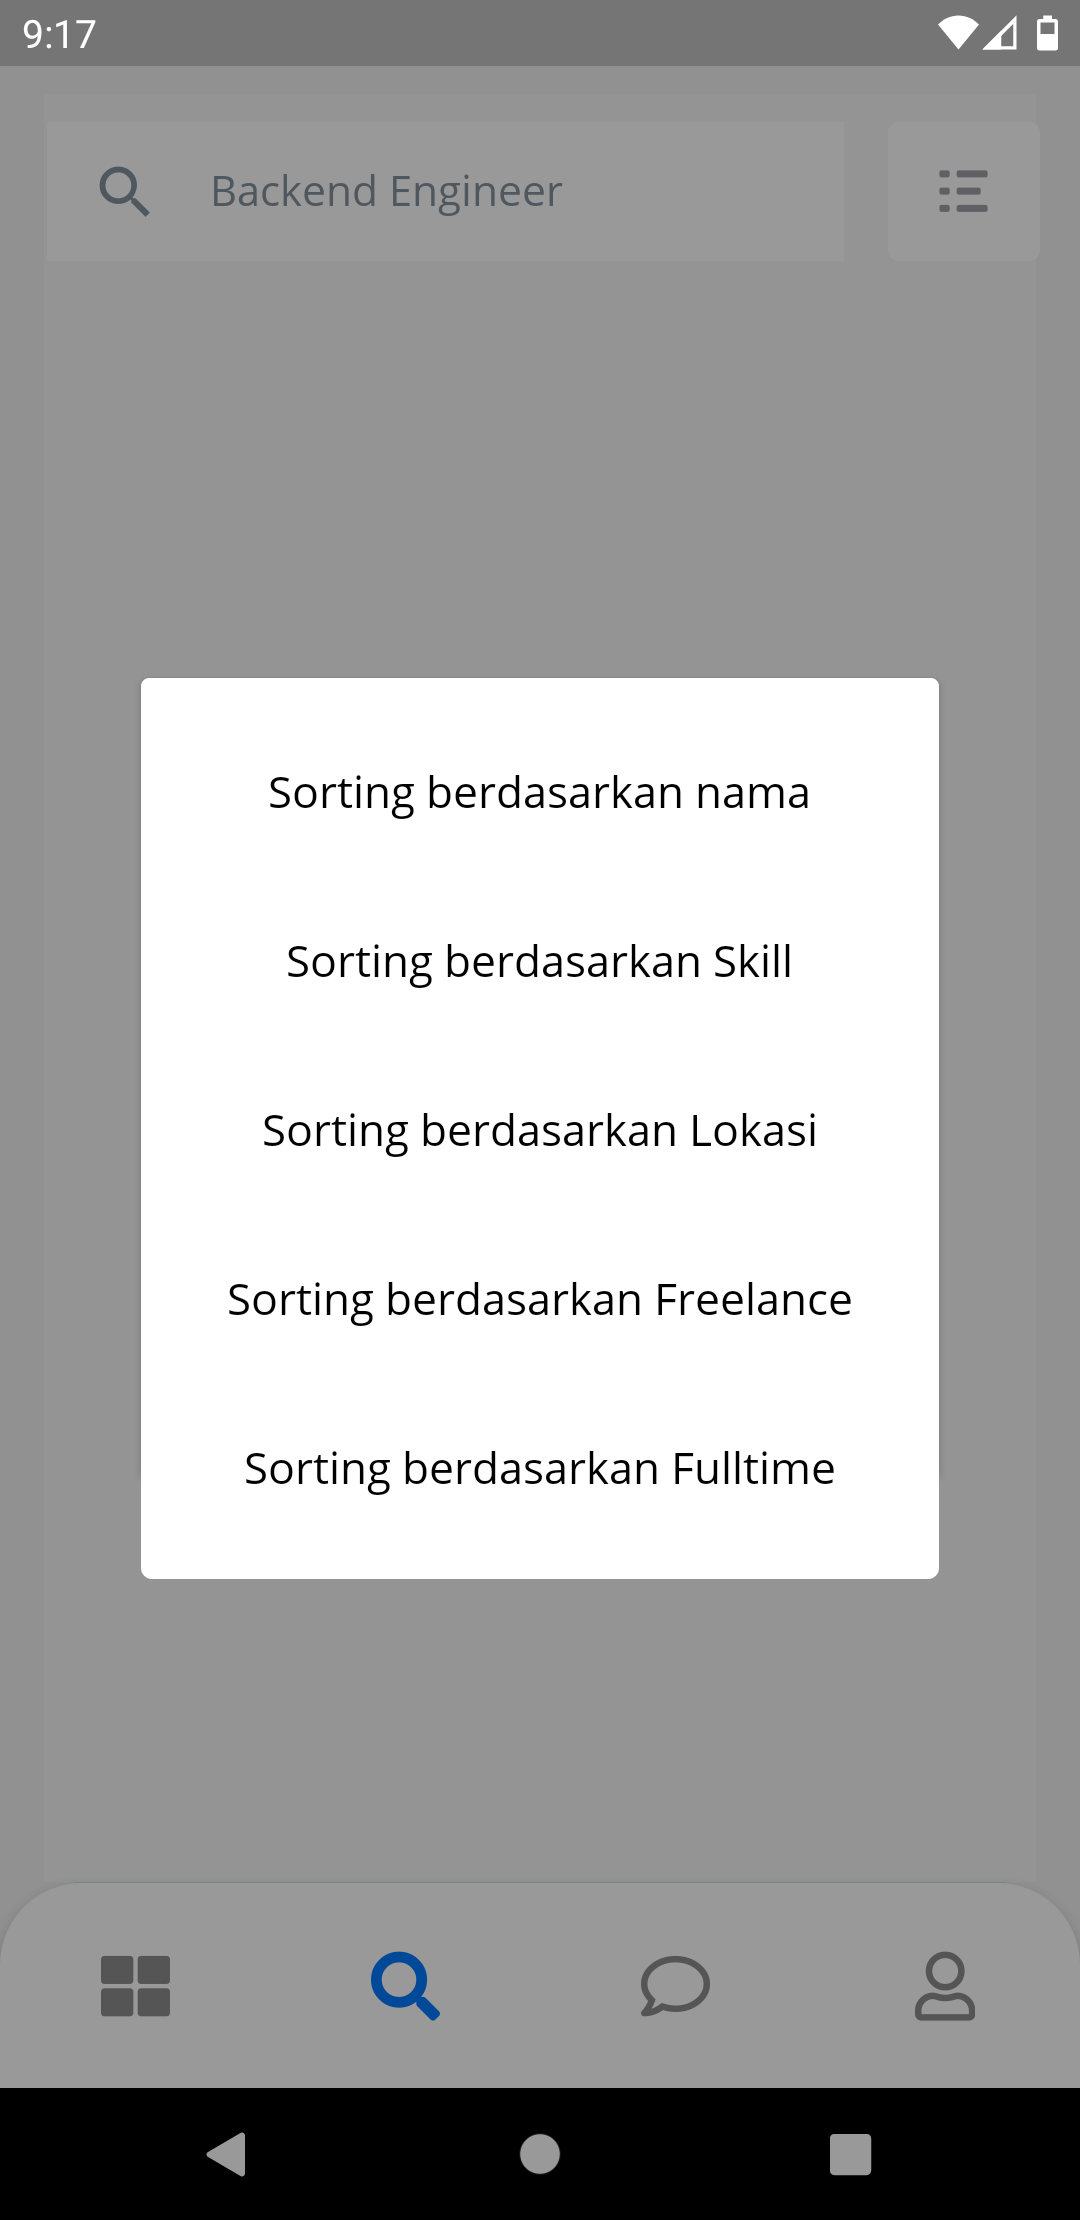 9:17
Backend Engineer
Sorting berdasarkan nama
Sorting berdasarkan Skill
Sorting berdasarkan Lokasi
Sorting berdasarkan Freelance
Sorting berdasarkan Fulltime